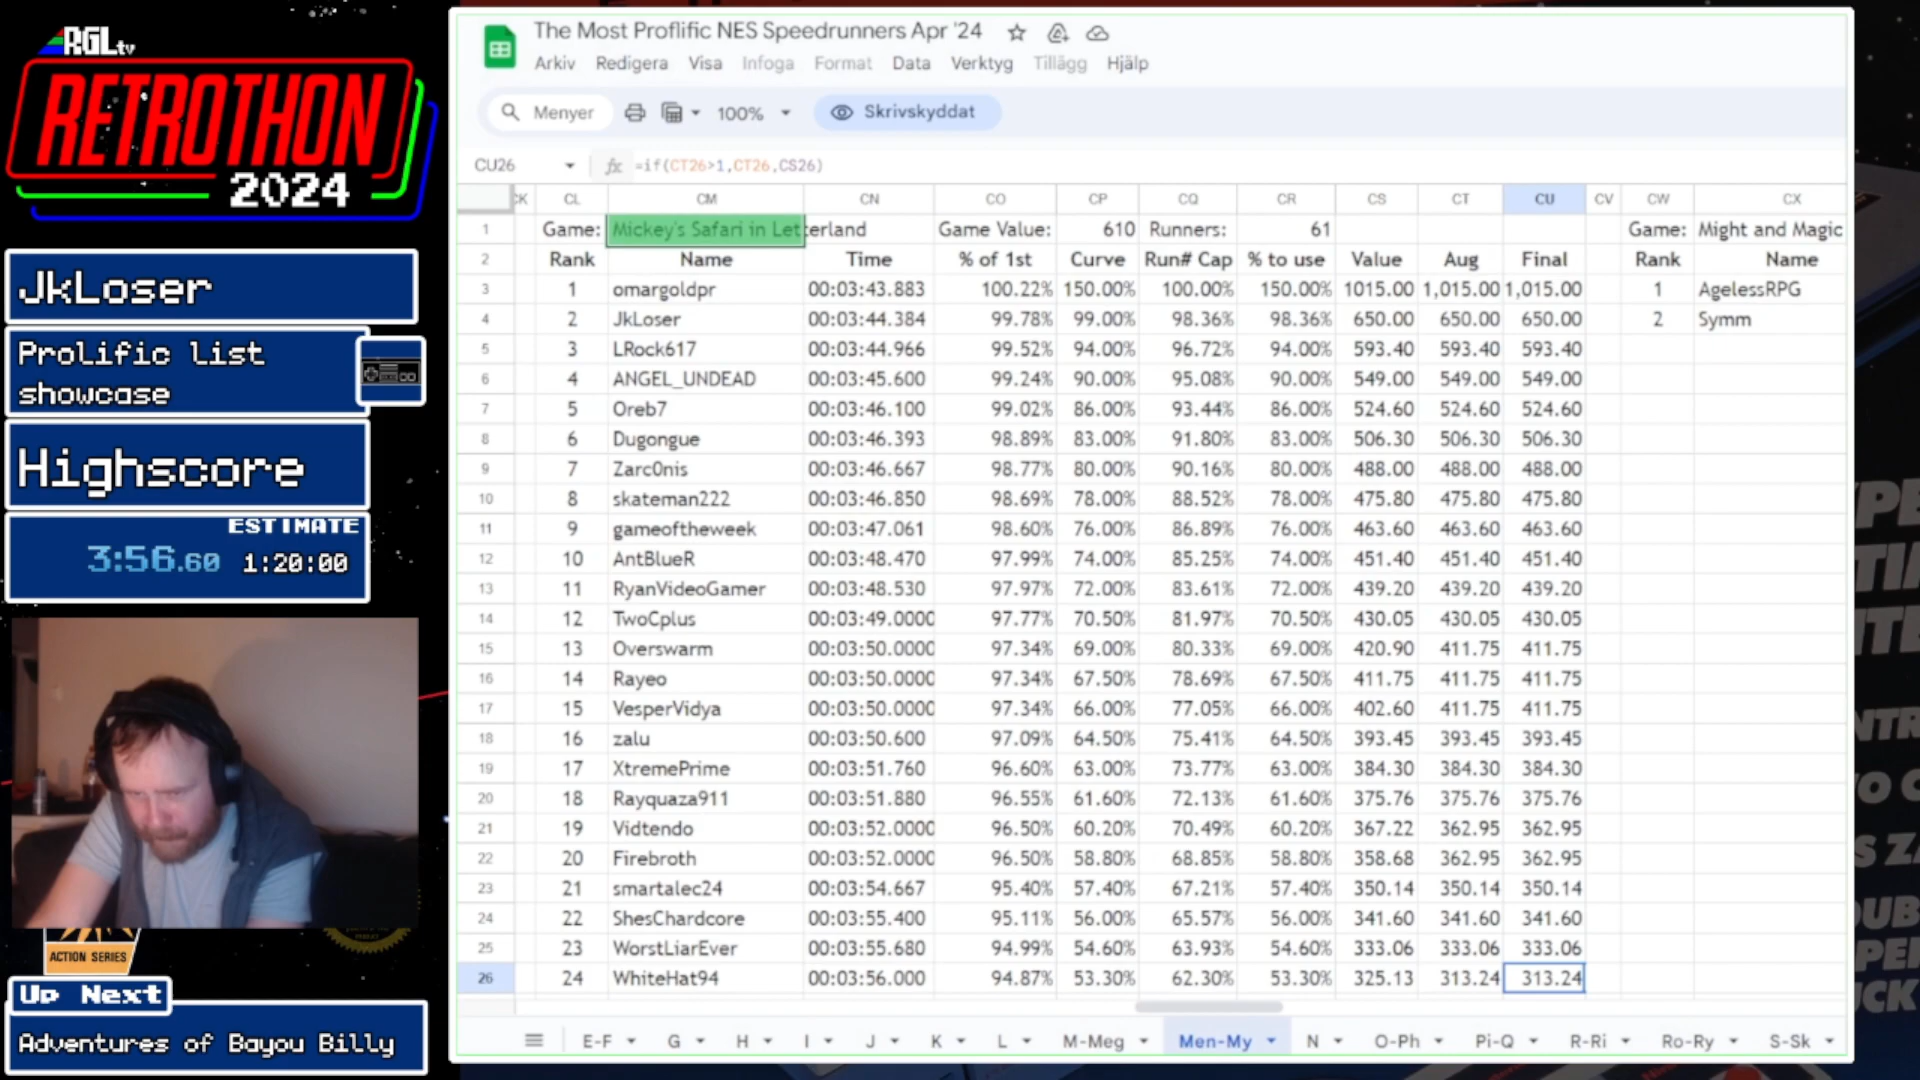 RGLtv
RETROTHON
2024
JkLoser
Prolific list
showcase
Highscore
ESTIMATE
3:56.60 1:20:00
ACTION SERIES
Up Next
Adventures of Bayou Billy
The Most Proflific NES Speedrunners Apr '24
Arkiv Redigera Visa Infoga Format Data Verktyg Tillägg Hjälp
Menyer 100% Skrivskyddat
CU26 fx =if(CT26>1,CT26,CS26)
CK CL CM CN CO CP CQ CR CS CT CU CV CW CX
1 Game: Mickey's Safari in Letterland Game Value: 610 Runners: 61 Game: Might and Magic
2 Rank Name Time % of 1st Curve Run# Cap % to use Value Aug Final Rank Name
3 1 omargoldpr 00:03:43.883 100.22% 150.00% 100.00% 150.00% 1015.00 1,015.00 1,015.00 1 AgelessRPG
4 2 JkLoser 00:03:44.384 99.78% 99.00% 98.36% 98.36% 650.00 650.00 650.00 2 Symm
5 3 LRock617 00:03:44.966 99.52% 94.00% 96.72% 94.00% 593.40 593.40 593.40
6 4 ANGEL_UNDEAD 00:03:45.600 99.24% 90.00% 95.08% 90.00% 549.00 549.00 549.00
7 5 Oreb7 00:03:46.100 99.02% 86.00% 93.44% 86.00% 524.60 524.60 524.60
8 6 Dugongue 00:03:46.393 98.89% 83.00% 91.80% 83.00% 506.30 506.30 506.30
9 7 Zarc0nis 00:03:46.667 98.77% 80.00% 90.16% 80.00% 488.00 488.00 488.00
10 8 skateman222 00:03:46.850 98.69% 78.00% 88.52% 78.00% 475.80 475.80 475.80
11 9 gameoftheweek 00:03:47.061 98.60% 76.00% 86.89% 76.00% 463.60 463.60 463.60
12 10 AntBlueR 00:03:48.470 97.99% 74.00% 85.25% 74.00% 451.40 451.40 451.40
13 11 RyanVideoGamer 00:03:48.530 97.97% 72.00% 83.61% 72.00% 439.20 439.20 439.20
14 12 TwoCplus 00:03:49.0000 97.77% 70.50% 81.97% 70.50% 430.05 430.05 430.05
15 13 Overswarm 00:03:50.0000 97.34% 69.00% 80.33% 69.00% 420.90 411.75 411.75
16 14 Rayeo 00:03:50.0000 97.34% 67.50% 78.69% 67.50% 411.75 411.75 411.75
17 15 VesperVidya 00:03:50.0000 97.34% 66.00% 77.05% 66.00% 402.60 411.75 411.75
18 16 zalu 00:03:50.600 97.09% 64.50% 75.41% 64.50% 393.45 393.45 393.45
19 17 XtremePrime 00:03:51.760 96.60% 63.00% 73.77% 63.00% 384.30 384.30 384.30
20 18 Rayquaza911 00:03:51.880 96.55% 61.60% 72.13% 61.60% 375.76 375.76 375.76
21 19 Vidtendo 00:03:52.0000 96.50% 60.20% 70.49% 60.20% 367.22 362.95 362.95
22 20 Firebroth 00:03:52.0000 96.50% 58.80% 68.85% 58.80% 358.68 362.95 362.95
23 21 smartalec24 00:03:54.667 95.40% 57.40% 67.21% 57.40% 350.14 350.14 350.14
24 22 ShesChardcore 00:03:55.400 95.11% 56.00% 65.57% 56.00% 341.60 341.60 341.60
25 23 WorstLiarEver 00:03:55.680 94.99% 54.60% 63.93% 54.60% 333.06 333.06 333.06
26 24 WhiteHat94 00:03:56.000 94.87% 53.30% 62.30% 53.30% 325.13 313.24 313.24
E-F G H I J K L M-Meg Men-My N O-Ph Pi-Q R-Ri Ro-Ry S-Sk